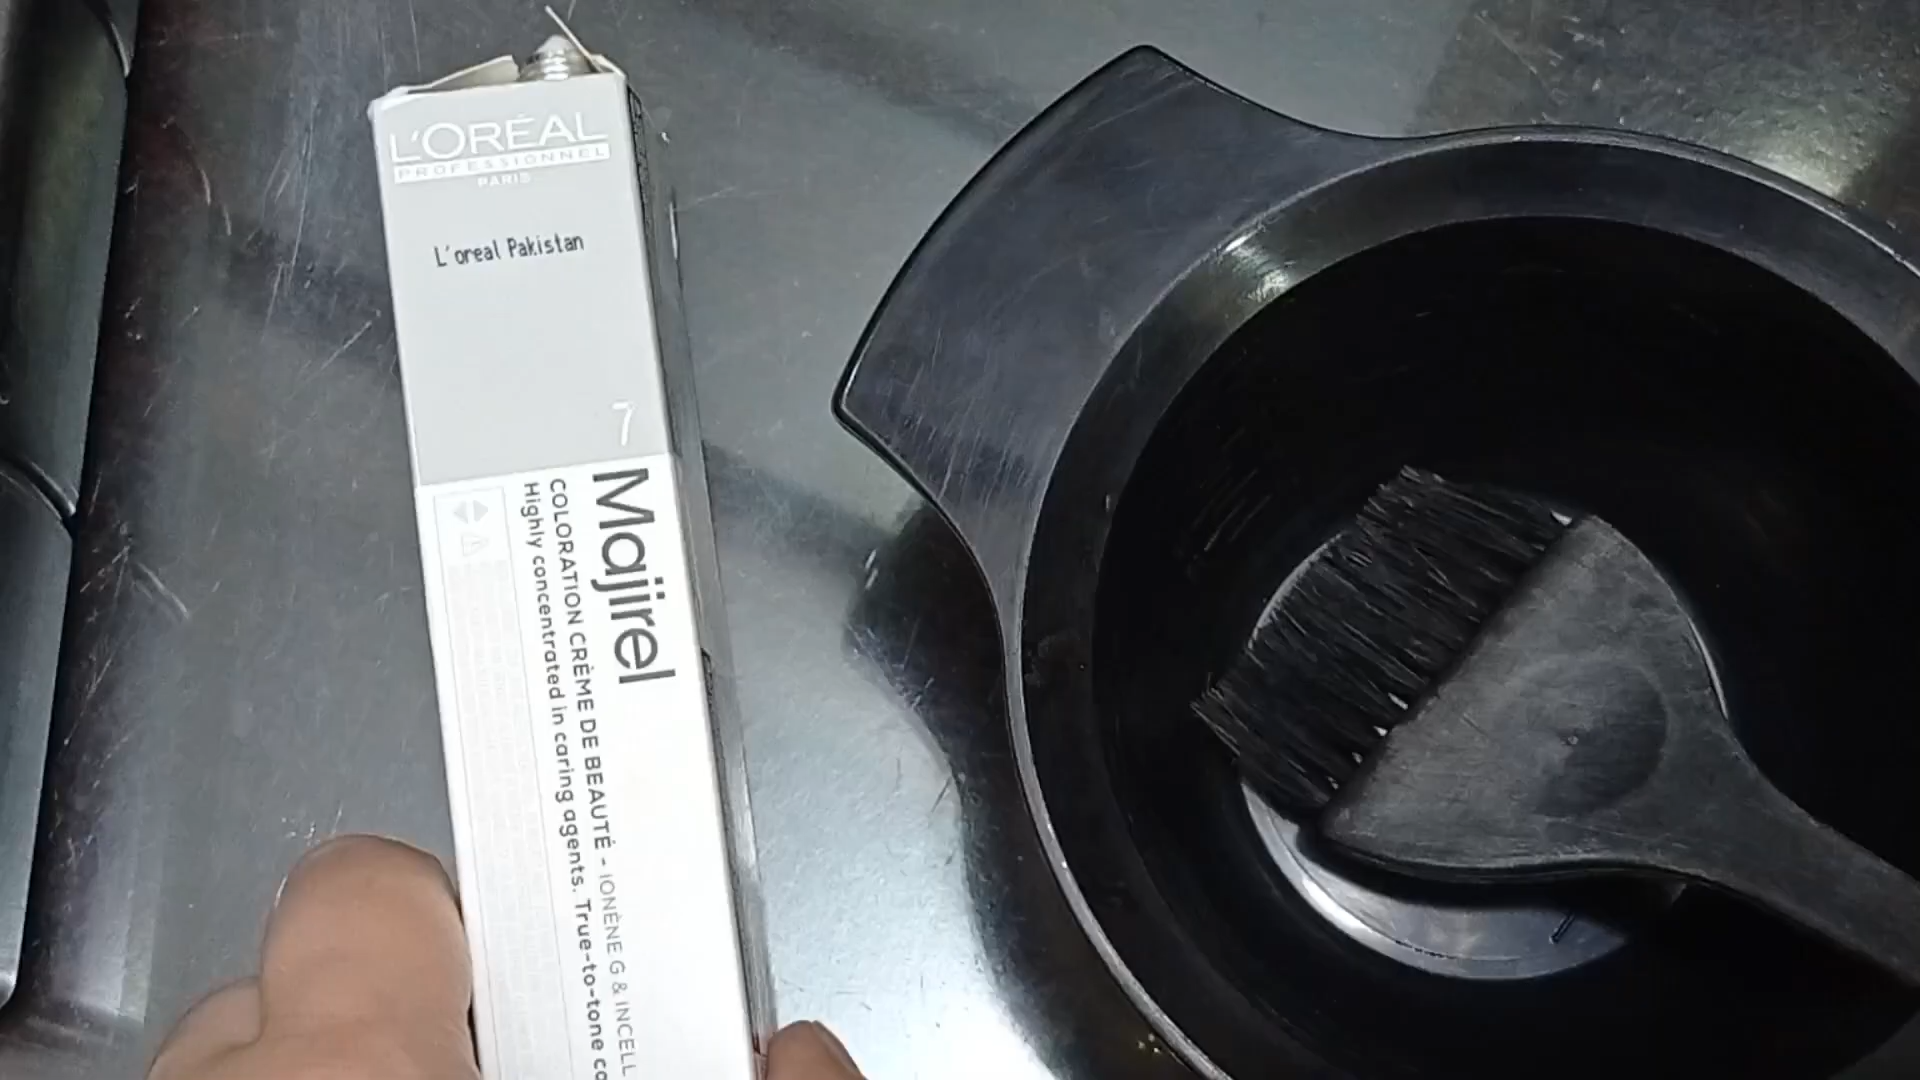 L'ORÉAL
PROFESSIONNEL
PARIS
L'oreal Pakistan
7
Majirel
COLORATION CRÈME DE BEAUTÉ - IONÈNE G & INCELL
Highly concentrated in caring agents. True-to-tone co